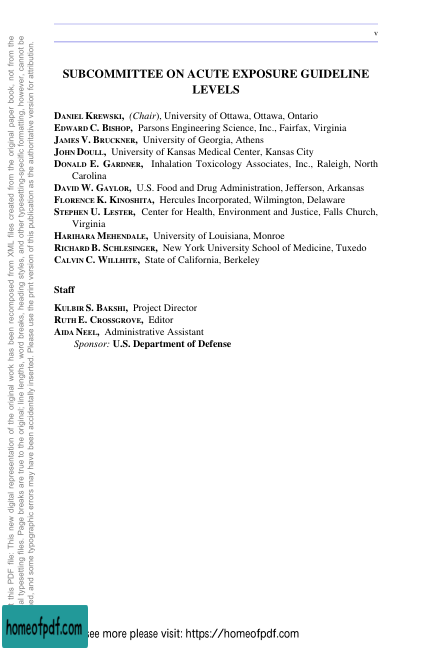 v
SUBCOMMITTEE ON ACUTE EXPOSURE GUIDELINE
LEVELS
DANIEL KREWSKI, (Chair), University of Ottawa, Ottawa, Ontario
EDWARD C. BISHOP, Parsons Engineering Science, Inc., Fairfax, Virginia
JAMES V. BRUCKNER, University of Georgia, Athens
JOHN DOULL, University of Kansas Medical Center, Kansas City
DONALD E. GARDNER, Inhalation Toxicology Associates, Inc., Raleigh, North
Carolina
DAVID W. GAYLOR, U.S. Food and Drug Administration, Jefferson, Arkansas
FLORENCE K. KINOSHITA, Hercules Incorporated, Wilmington, Delaware
STEPHEN U. LESTER, Center for Health, Environment and Justice, Falls Church,
Virginia
HARIHARA MEHENDALE, University of Louisiana, Monroe
RICHARD B. SCHLESINGER, New York University School of Medicine, Tuxedo
CALVIN C. WILLHITE, State of California, Berkeley
Staff
KULBIR S. BAKSHI, Project Director
RUTH E. CROSSGROVE, Editor
AIDA NEEL, Administrative Assistant
Sponsor: U.S. Department of Defense
this PDF file: This new digital representation of the original work has been recomposed from XML files created from the original paper book, not from the
al typesetting files. Page breaks are true to the original; line lengths, word breaks, heading styles, and other typesetting-specific formatting, however, cannot be
ed, and some typographic errors may have been accidentally inserted. Please use the print version of this publication as the authoritative version for attribution.
homeofpdf.com
see more please visit: https://homeofpdf.com